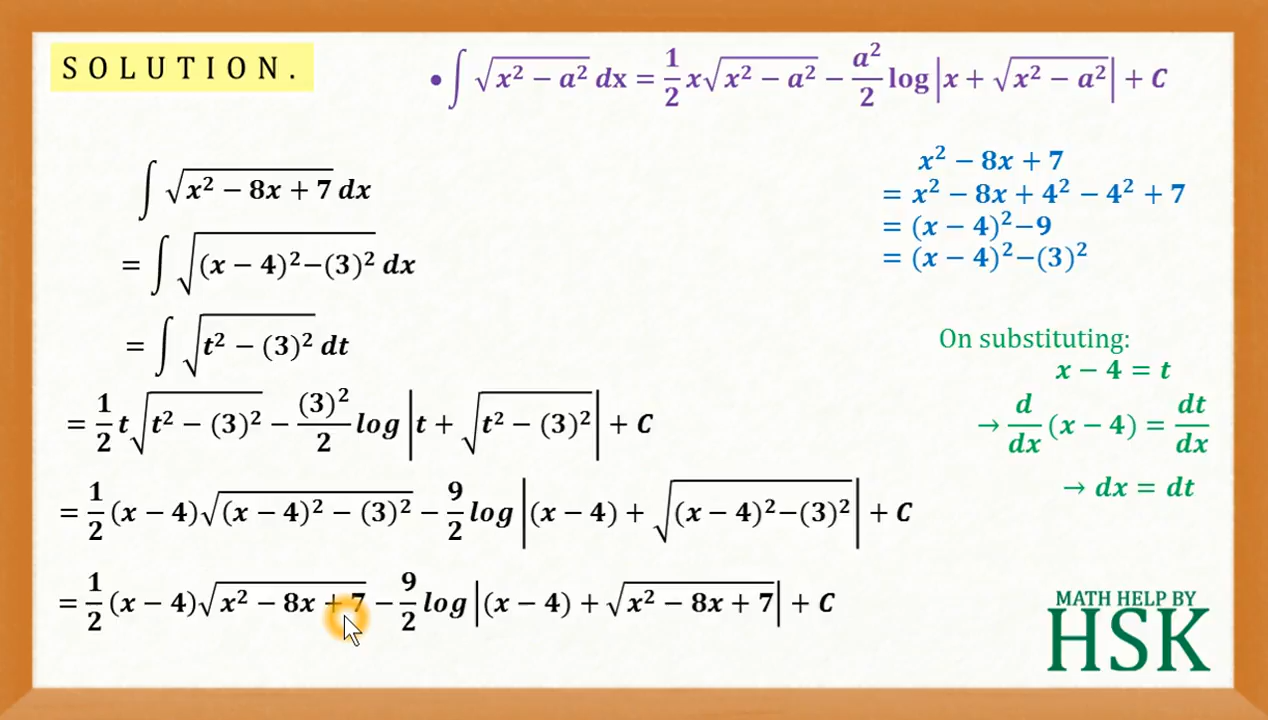 SOLUTION.
• ∫ √(x² − a²) dx = 1/2 x√(x² − a²) − a²/2 log |x + √(x² − a²)| + C
∫ √(x² − 8x + 7) dx
= ∫ √((x − 4)²−(3)²) dx
= ∫ √(t² − (3)²) dt
= 1/2 t√(t² − (3)²) − (3)²/2 log |t + √(t² − (3)²)| + C
= 1/2 (x − 4)√((x − 4)² − (3)²) − 9/2 log |(x − 4) + √((x − 4)²−(3)²)| + C
= 1/2 (x − 4)√(x² − 8x + 7) − 9/2 log |(x − 4) + √(x² − 8x + 7)| + C
x² − 8x + 7
= x² − 8x + 4² − 4² + 7
= (x − 4)²−9
= (x − 4)²−(3)²
On substituting:
x − 4 = t
→ d/dx (x − 4) = dt/dx
→ dx = dt
MATH HELP BY
HSK